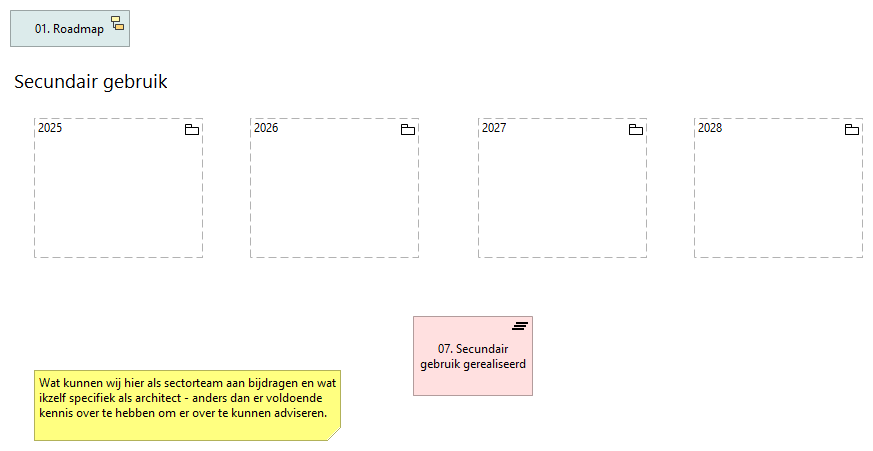 01. Roadmap
Secundair gebruik
2025
2026
2027
2028
07. Secundair
gebruik gerealiseerd
Wat kunnen wij hier als sectorteam aan bijdragen en wat
ikzelf specifiek als architect - anders dan er voldoende
kennis over te hebben om er over te kunnen adviseren.